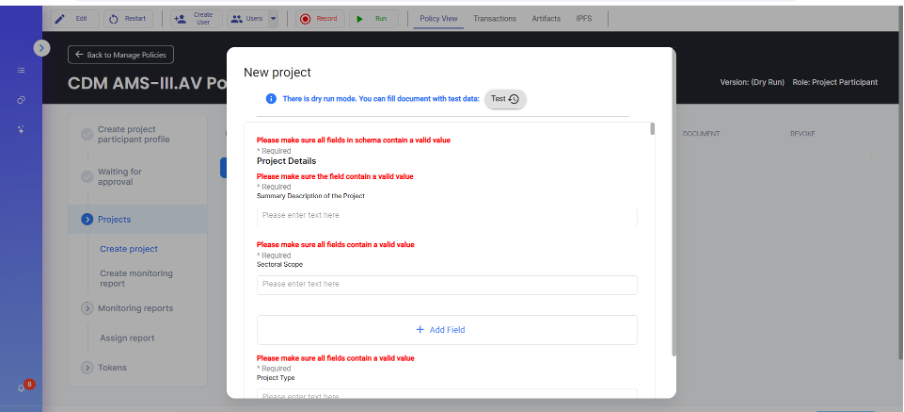 Edit
Restart
Create User
Users
Record
Run
Policy View
Transactions
Artifacts
IPFS
← Back to Manage Policies
CDM AMS-III.AV Po
Version: (Dry Run) Role: Project Participant
Create project
participant profile
Waiting for
approval
Projects
Create project
Create monitoring
report
Monitoring reports
Assign report
Tokens
8
DOCUMENT
REVOKE
New project
There is dry run mode. You can fill document with test data:
Test
Please make sure all fields in schema contain a valid value
* Required
Project Details
Please make sure the field contain a valid value
* Required
Summary Description of the Project
Please enter text here
Please make sure all fields contain a valid value
* Required
Sectoral Scope
Please enter text here
+ Add Field
Please make sure all fields contain a valid value
* Required
Project Type
Please enter text here